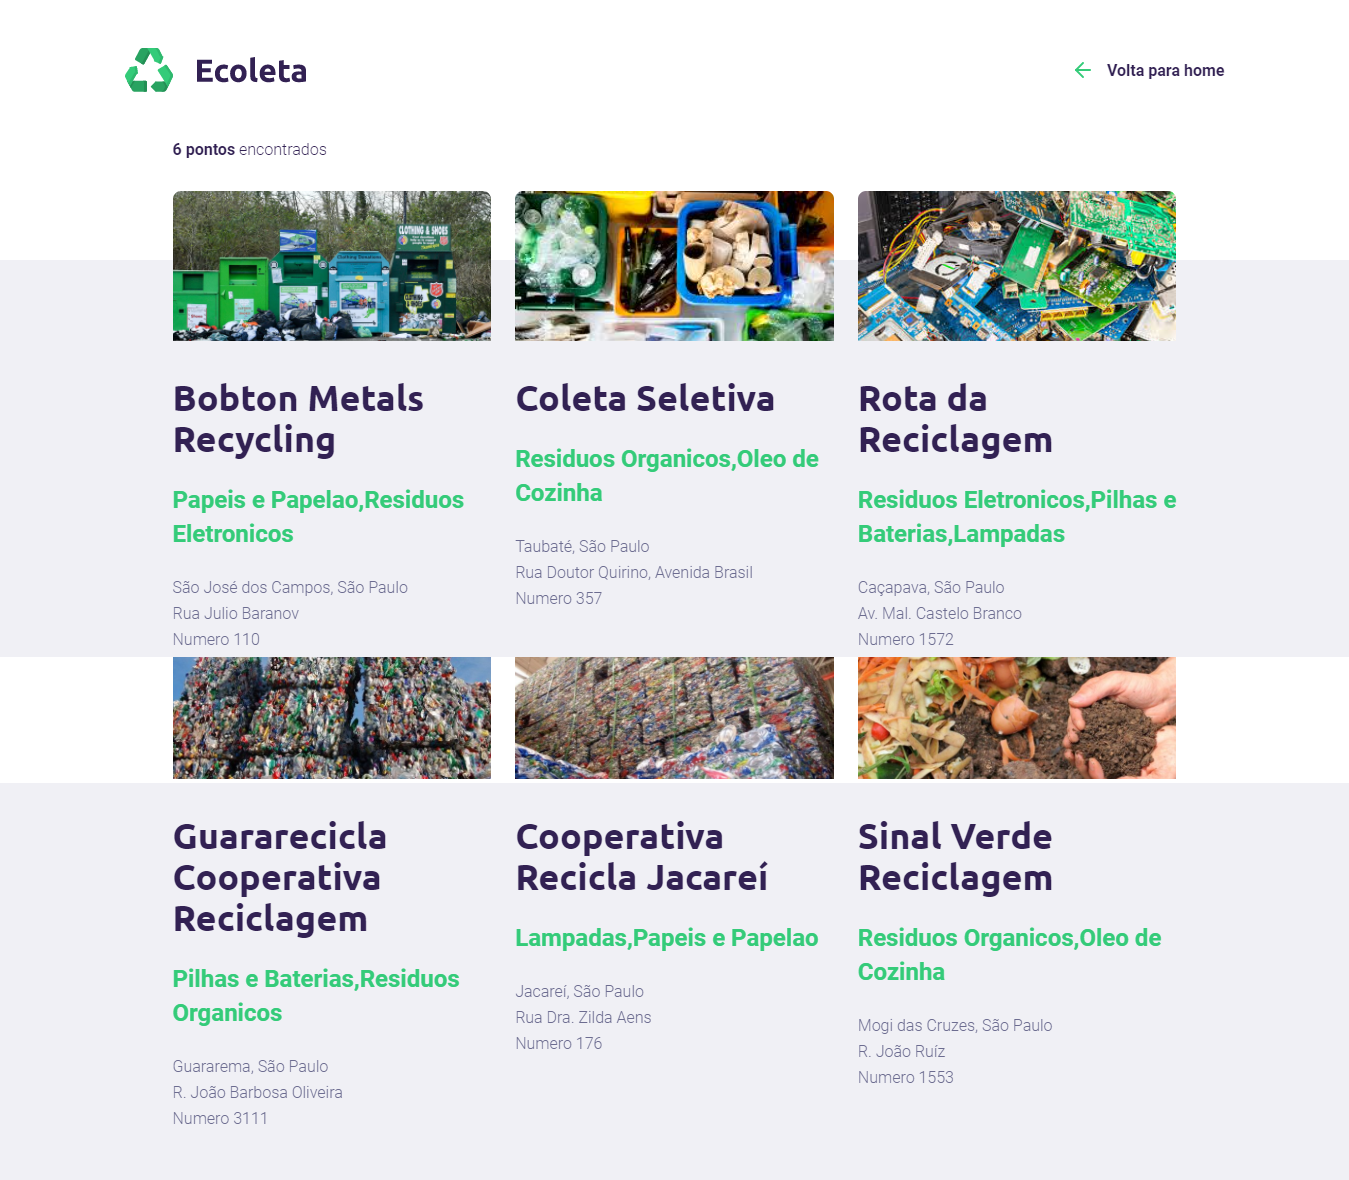 Ecoleta
Volta para home
6 pontos encontrados
CLOTHING & SHOES
CLOTHING
& SHOES
Bobton Metals
Recycling
Papeis e Papelao,Residuos
Eletronicos
São José dos Campos, São Paulo
Rua Julio Baranov
Numero 110
Coleta Seletiva
Residuos Organicos,Oleo de
Cozinha
Taubaté, São Paulo
Rua Doutor Quirino, Avenida Brasil
Numero 357
Rota da
Reciclagem
Residuos Eletronicos,Pilhas e
Baterias,Lampadas
Caçapava, São Paulo
Av. Mal. Castelo Branco
Numero 1572
Guararecicla
Cooperativa
Reciclagem
Pilhas e Baterias,Residuos
Organicos
Guararema, São Paulo
R. João Barbosa Oliveira
Numero 3111
Cooperativa
Recicla Jacareí
Lampadas,Papeis e Papelao
Jacareí, São Paulo
Rua Dra. Zilda Aens
Numero 176
Sinal Verde
Reciclagem
Residuos Organicos,Oleo de
Cozinha
Mogi das Cruzes, São Paulo
R. João Ruíz
Numero 1553